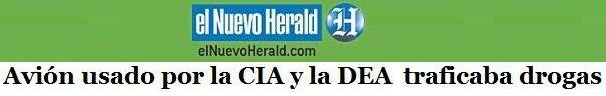 el Nuevo Herald H
elNuevoHerald.com
Avión usado por la CIA y la DEA traficaba drogas